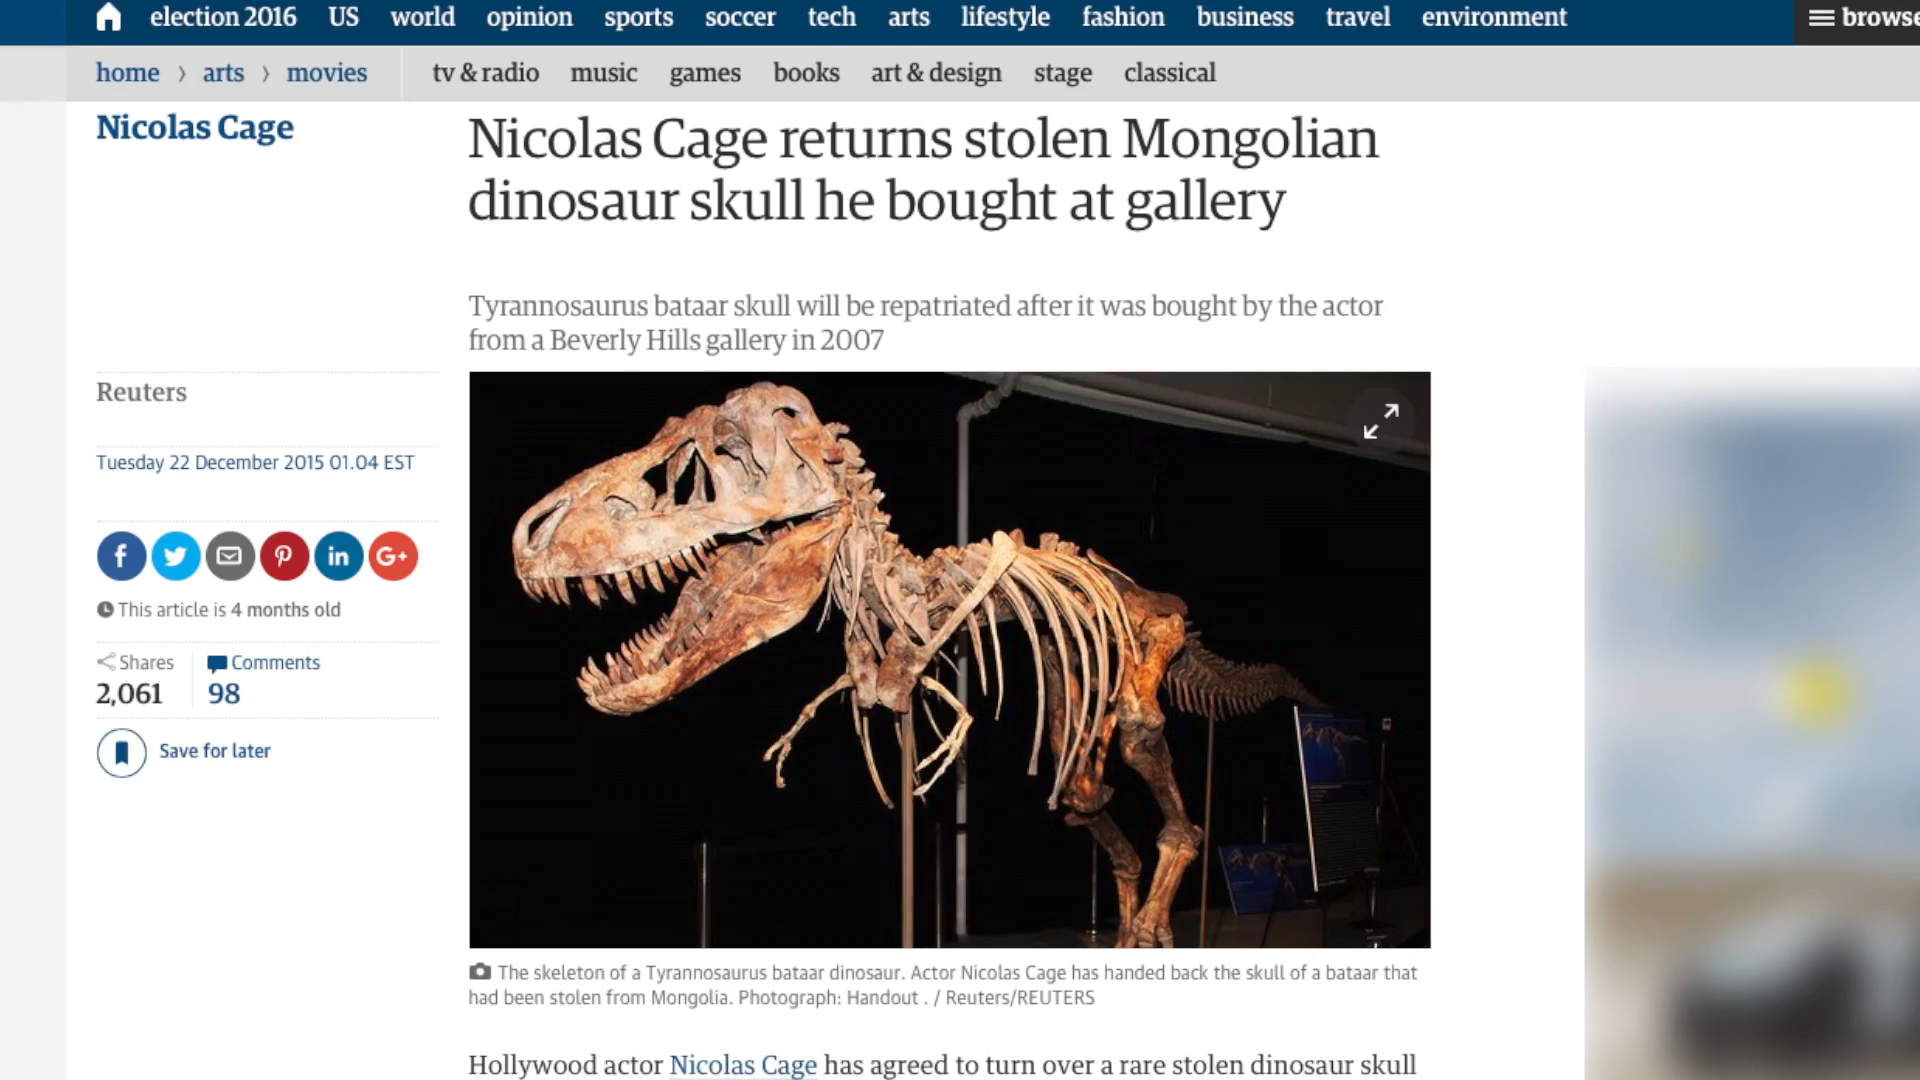 election 2016 US world opinion sports soccer tech arts lifestyle fashion business travel environment browse
home › arts › movies tv & radio music games books art & design stage classical
Nicolas Cage
Nicolas Cage returns stolen Mongolian
dinosaur skull he bought at gallery
Tyrannosaurus bataar skull will be repatriated after it was bought by the actor
from a Beverly Hills gallery in 2007
Reuters
Tuesday 22 December 2015 01.04 EST
f in G+
This article is 4 months old
Shares Comments
2,061 98
Save for later
The skeleton of a Tyrannosaurus bataar dinosaur. Actor Nicolas Cage has handed back the skull of a bataar that
had been stolen from Mongolia. Photograph: Handout . / Reuters/REUTERS
Hollywood actor Nicolas Cage has agreed to turn over a rare stolen dinosaur skull